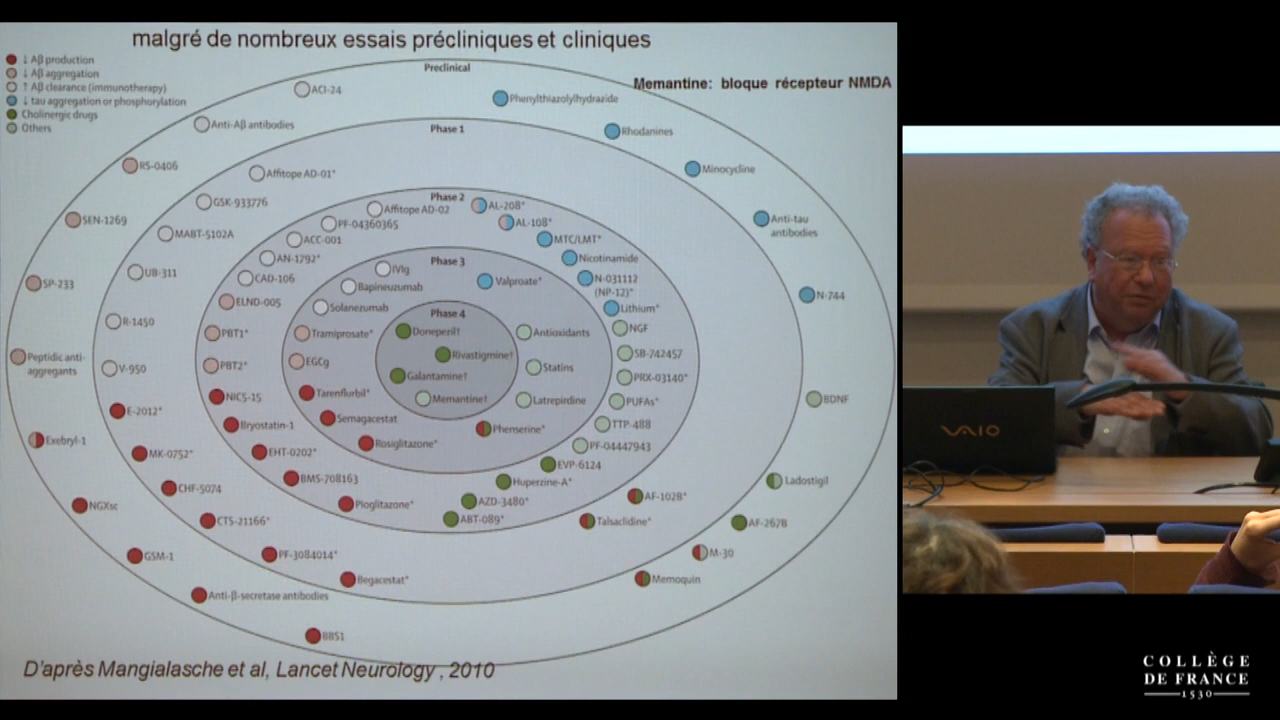 malgré de nombreux essais précliniques et cliniques
↓ Aβ production
↓ Aβ aggregation
↑ Aβ clearance (immunotherapy)
↓ tau aggregation or phosphorylation
Cholinergic drugs
Others
Memantine: bloque récepteur NMDA
Preclinical
ACI-24
Phenylthiazolylhydrazide
Anti-Aβ antibodies
Rhodanines
RS-0406
Minocycline
SEN-1269
Anti-tau
antibodies
SP-233
N-744
Peptidic anti-
aggregants
BDNF
Exebryl-1
Ladostigil
NGXsc
AF-267B
GSM-1
M-30
Anti-β-secretase antibodies
Memoquin
BBS1
Phase 1
Affitope AD-01*
GSK-933776
MABT-5102A
UB-311
R-1450
V-950
E-2012*
MK-0752*
CHF-5074
CTS-21166*
PF-3084014*
Begacestat*
Phase 2
Affitope AD-02
AL-208*
PF-04360365
AL-108*
ACC-001
MTC/LMT*
AN-1792*
Nicotinamide
CAD-106
N-031112
(NP-12)*
ELND-005
Lithium*
PBT1*
NGF
PBT2*
SB-742457
NIC5-15
PRX-03140*
Bryostatin-1
PUFAs*
EHT-0202*
TTP-488
BMS-708163
PF-04447943
Pioglitazone*
EVP-6124
Huperzine-A*
AZD-3480*
AF-102B*
ABT-089*
Talsaclidine*
Phase 3
IVIg
Bapineuzumab
Valproate*
Solanezumab
Tramiprosate*
Antioxidants
EGCg
Statins
Tarenflurbil*
Latrepirdine
Semagacestat
Phenserine*
Rosiglitazone*
Phase 4
Donepezil†
Rivastigmine†
Galantamine†
Memantine†
D'après Mangialasche et al, Lancet Neurology , 2010
VAIO
COLLÈGE
DE FRANCE
1530